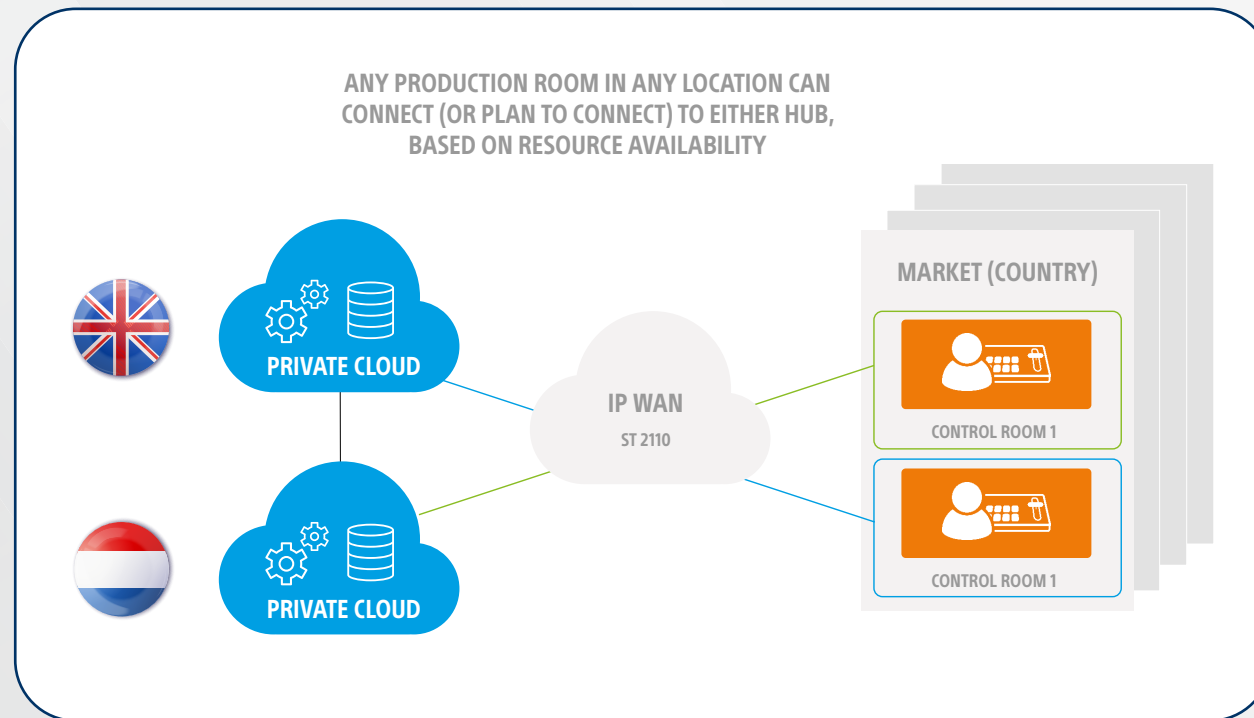 ANY PRODUCTION ROOM IN ANY LOCATION CAN
CONNECT (OR PLAN TO CONNECT) TO EITHER HUB,
BASED ON RESOURCE AVAILABILITY
MARKET (COUNTRY)
PRIVATE CLOUD
IP WAN
ST 2110
CONTROL ROOM 1
CONTROL ROOM 1
PRIVATE CLOUD